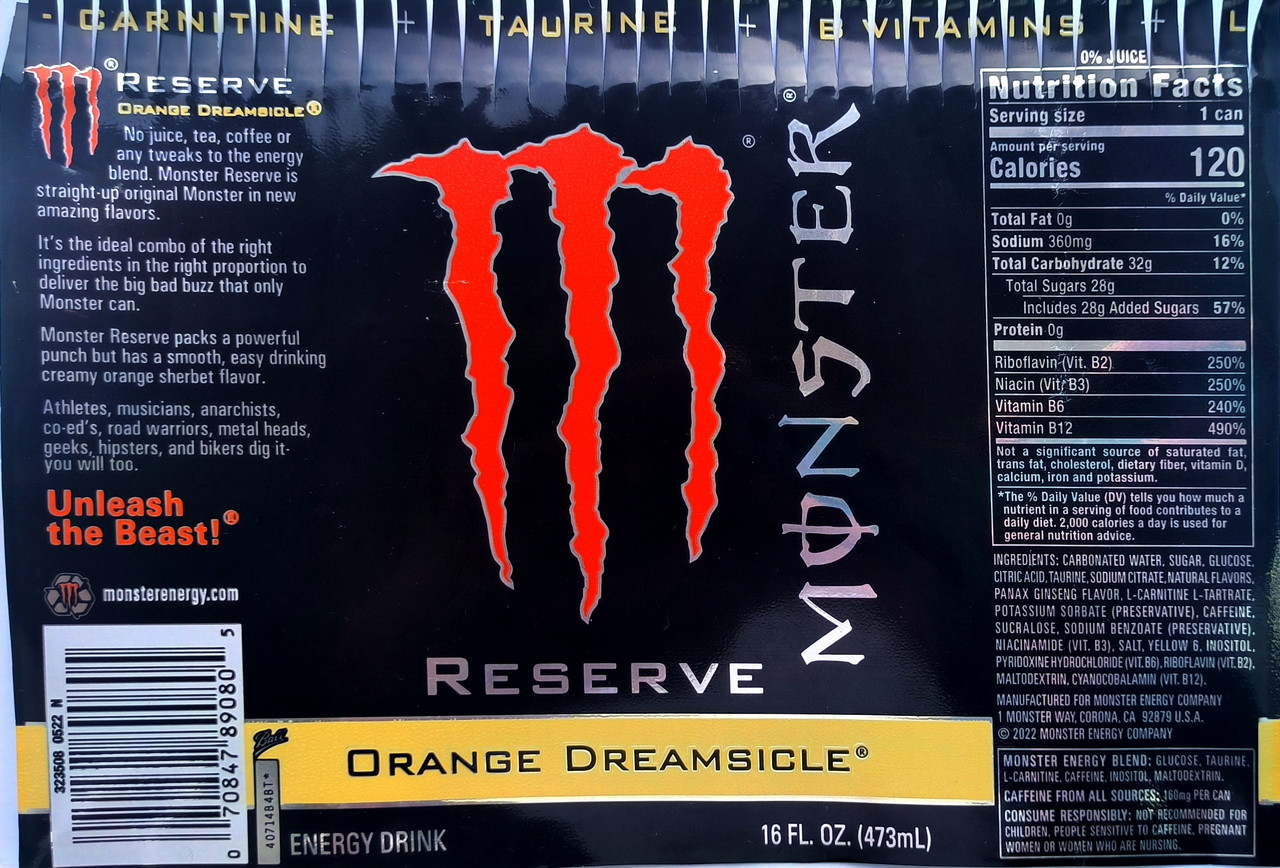 - CARNITINE + TAURINE + B VITAMINS + L
® RESERVE
ORANGE DREAMSICLE®
No juice, tea, coffee or
any tweaks to the energy
blend. Monster Reserve is
straight-up original Monster in new
amazing flavors.
It's the ideal combo of the right
ingredients in the right proportion to
deliver the big bad buzz that only
Monster can.
Monster Reserve packs a powerful
punch but has a smooth, easy drinking
creamy orange sherbet flavor.
Athletes, musicians, anarchists,
co-ed's, road warriors, metal heads,
geeks, hipsters, and bikers dig it-
you will too.
Unleash
the Beast!®
monsterenergy.com
323508 0522 N
0 70847 89080 5
Ball
40714B4BT*
®
MONSTER®
RESERVE
ORANGE DREAMSICLE®
ENERGY DRINK
16 FL. OZ. (473mL)
0% JUICE
Nutrition Facts
Serving size 1 can
Amount per serving
Calories 120
% Daily Value*
Total Fat 0g 0%
Sodium 360mg 16%
Total Carbohydrate 32g 12%
Total Sugars 28g
Includes 28g Added Sugars 57%
Protein 0g
Riboflavin (Vit. B2) 250%
Niacin (Vit. B3) 250%
Vitamin B6 240%
Vitamin B12 490%
Not a significant source of saturated fat,
trans fat, cholesterol, dietary fiber, vitamin D,
calcium, iron and potassium.
*The % Daily Value (DV) tells you how much a
nutrient in a serving of food contributes to a
daily diet. 2,000 calories a day is used for
general nutrition advice.
INGREDIENTS: CARBONATED WATER, SUGAR, GLUCOSE,
CITRIC ACID, TAURINE, SODIUM CITRATE, NATURAL FLAVORS,
PANAX GINSENG FLAVOR, L-CARNITINE L-TARTRATE,
POTASSIUM SORBATE (PRESERVATIVE), CAFFEINE,
SUCRALOSE, SODIUM BENZOATE (PRESERVATIVE),
NIACINAMIDE (VIT. B3), SALT, YELLOW 6, INOSITOL,
PYRIDOXINE HYDROCHLORIDE (VIT. B6), RIBOFLAVIN (VIT. B2),
MALTODEXTRIN, CYANOCOBALAMIN (VIT. B12).
MANUFACTURED FOR MONSTER ENERGY COMPANY
1 MONSTER WAY, CORONA, CA 92879 U.S.A.
© 2022 MONSTER ENERGY COMPANY
MONSTER ENERGY BLEND: GLUCOSE, TAURINE,
L-CARNITINE, CAFFEINE, INOSITOL, MALTODEXTRIN.
CAFFEINE FROM ALL SOURCES: 160mg PER CAN
CONSUME RESPONSIBLY: NOT RECOMMENDED FOR
CHILDREN, PEOPLE SENSITIVE TO CAFFEINE, PREGNANT
WOMEN OR WOMEN WHO ARE NURSING.